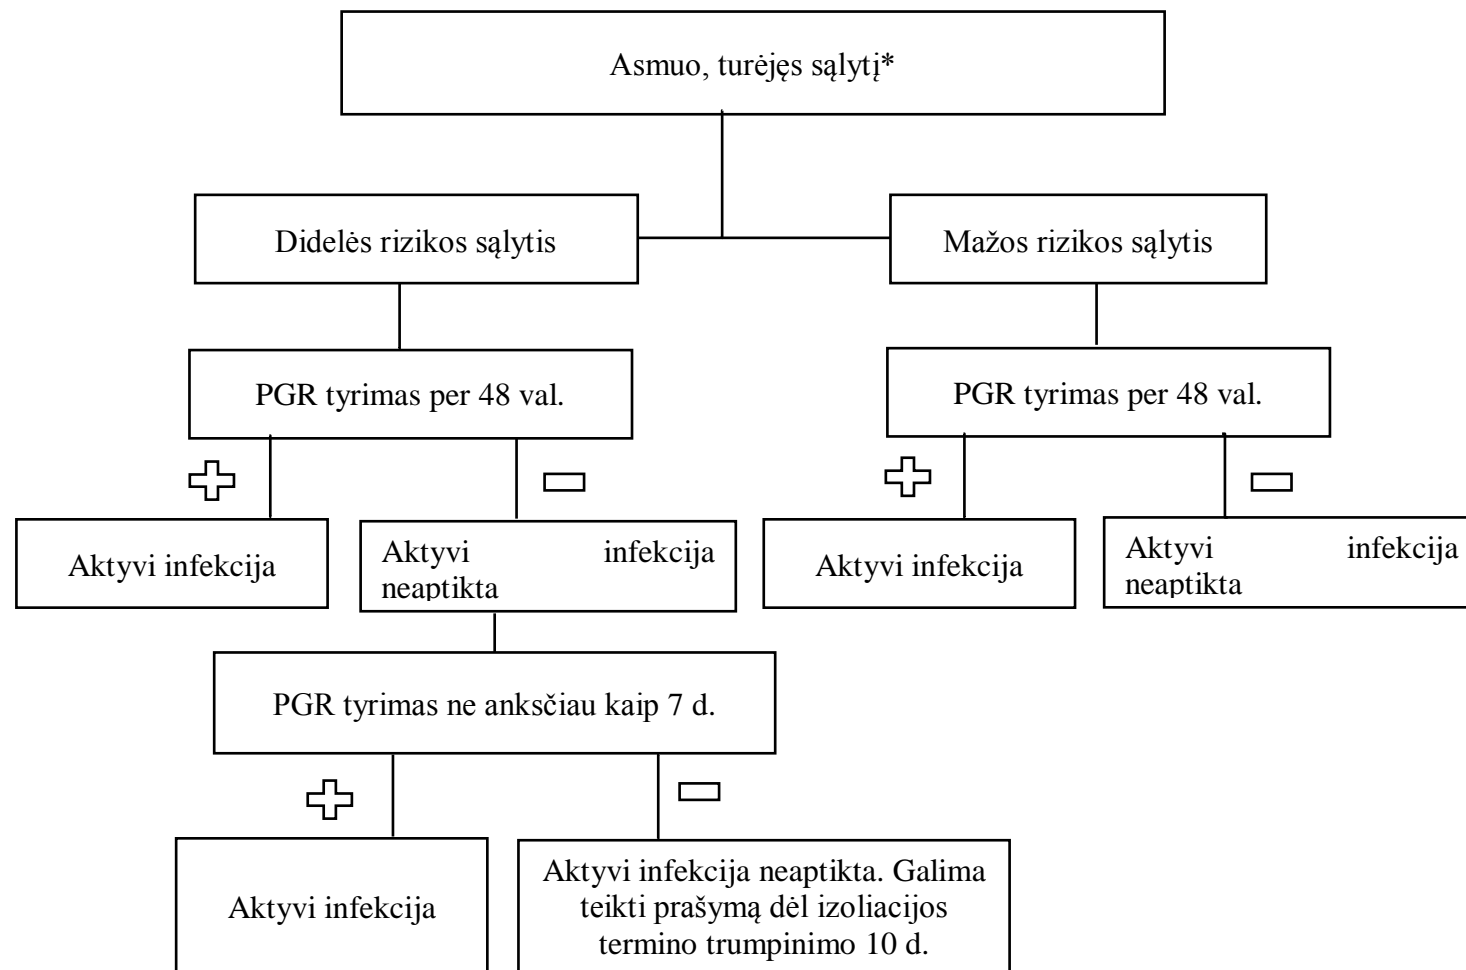 Asmuo, turėjęs sąlytį*
Didelės rizikos sąlytis
Mažos rizikos sąlytis
PGR tyrimas per 48 val.
PGR tyrimas per 48 val.
Aktyvi infekcija
Aktyvi infekcija
neaptikta
Aktyvi infekcija
Aktyvi infekcija
neaptikta
PGR tyrimas ne anksčiau kaip 7 d.
Aktyvi infekcija
Aktyvi infekcija neaptikta. Galima
teikti prašymą dėl izoliacijos
termino trumpinimo 10 d.